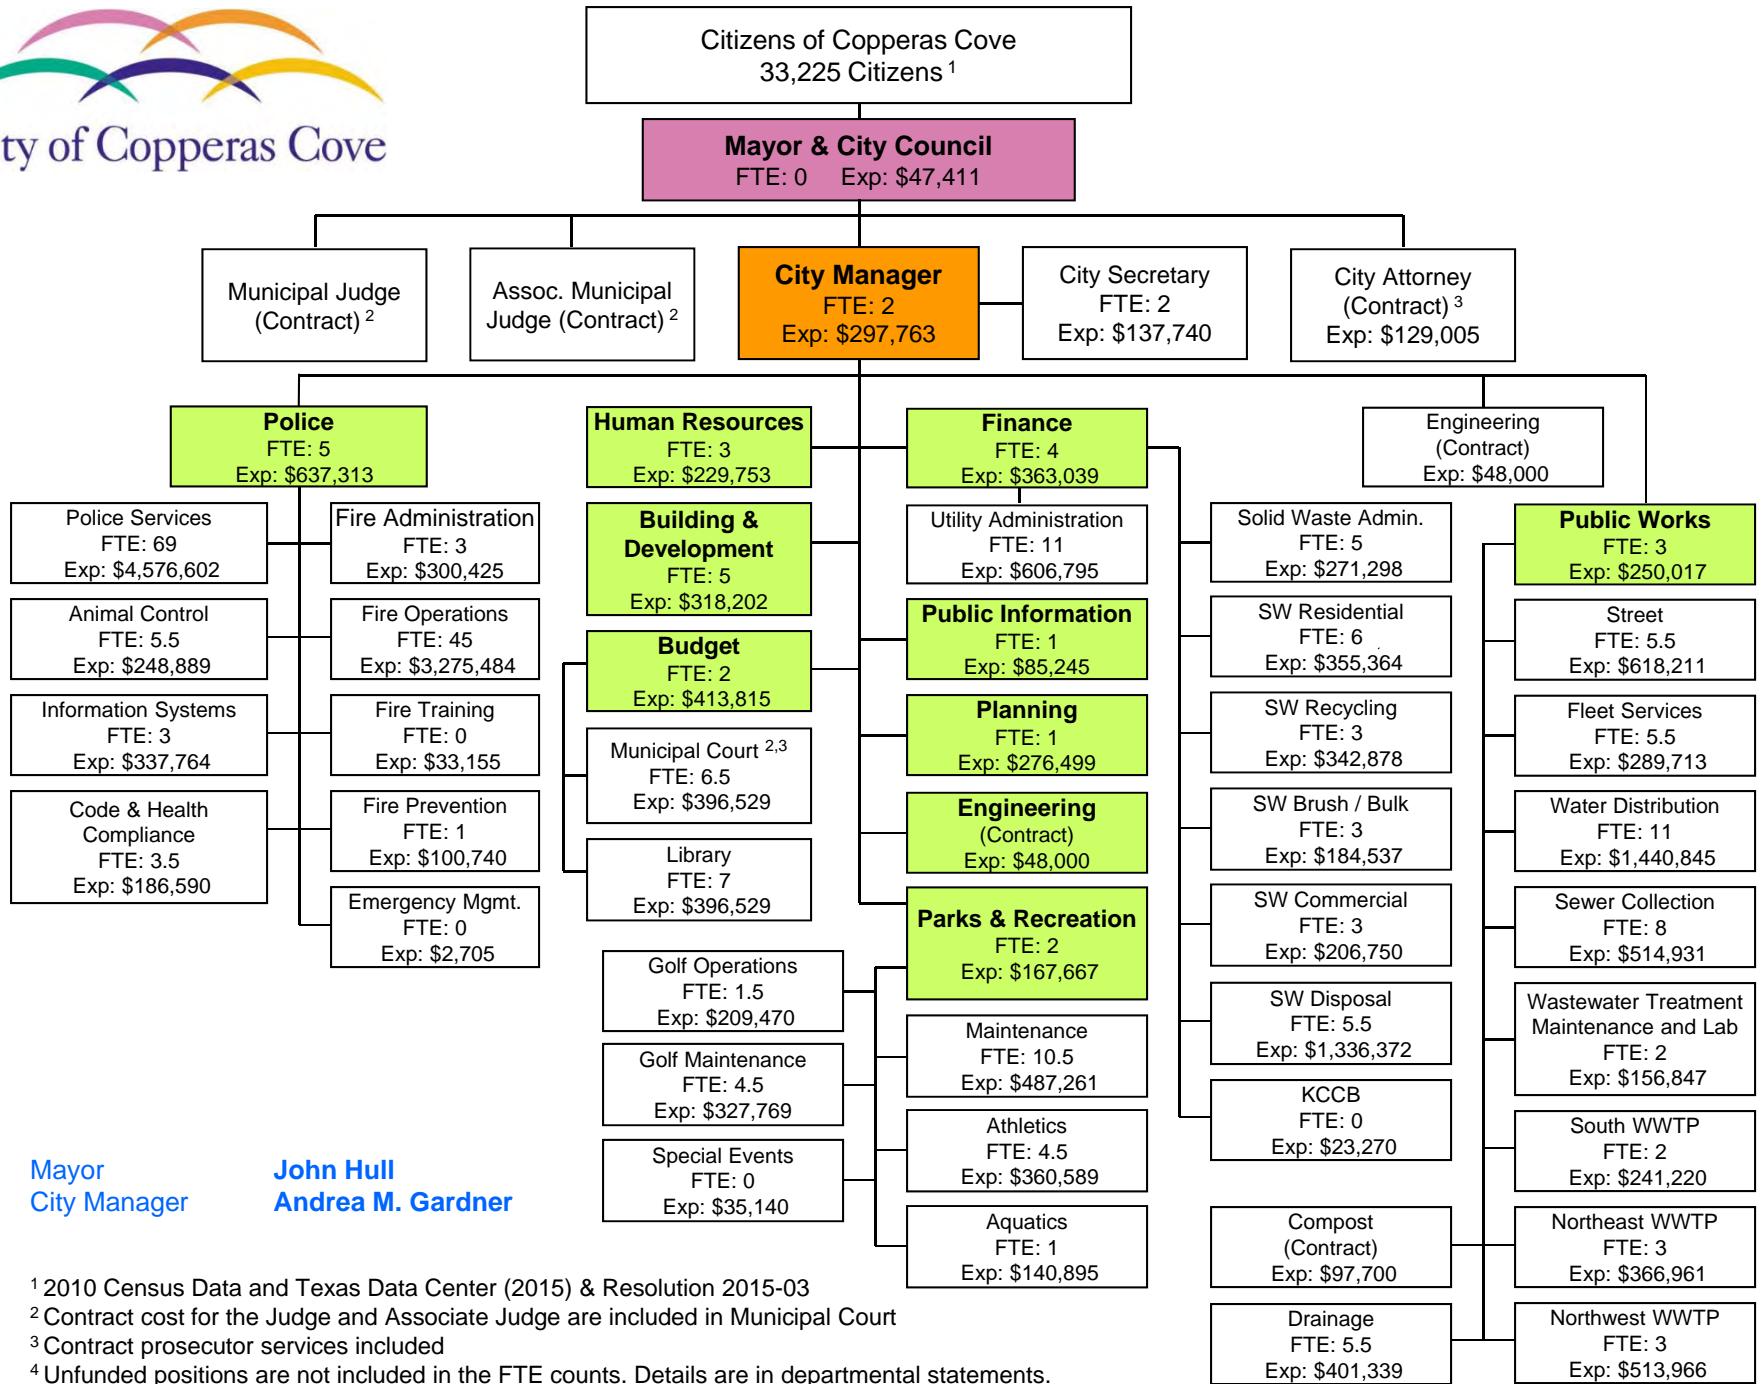 ty of Copperas Cove
Citizens of Copperas Cove
33,225 Citizens 1
Mayor & City Council
FTE: 0 Exp: $47,411
Municipal Judge
(Contract) 2
Assoc. Municipal
Judge (Contract) 2
City Manager
FTE: 2
Exp: $297,763
City Secretary
FTE: 2
Exp: $137,740
City Attorney
(Contract) 3
Exp: $129,005
Police
FTE: 5
Exp: $637,313
Police Services
FTE: 69
Exp: $4,576,602
Animal Control
FTE: 5.5
Exp: $248,889
Information Systems
FTE: 3
Exp: $337,764
Code & Health
Compliance
FTE: 3.5
Exp: $186,590
Fire Administration
FTE: 3
Exp: $300,425
Fire Operations
FTE: 45
Exp: $3,275,484
Fire Training
FTE: 0
Exp: $33,155
Fire Prevention
FTE: 1
Exp: $100,740
Emergency Mgmt.
FTE: 0
Exp: $2,705
Human Resources
FTE: 3
Exp: $229,753
Building &
Development
FTE: 5
Exp: $318,202
Budget
FTE: 2
Exp: $413,815
Municipal Court 2,3
FTE: 6.5
Exp: $396,529
Library
FTE: 7
Exp: $396,529
Finance
FTE: 4
Exp: $363,039
Utility Administration
FTE: 11
Exp: $606,795
Public Information
FTE: 1
Exp: $85,245
Planning
FTE: 1
Exp: $276,499
Engineering
(Contract)
Exp: $48,000
Parks & Recreation
FTE: 2
Exp: $167,667
Golf Operations
FTE: 1.5
Exp: $209,470
Golf Maintenance
FTE: 4.5
Exp: $327,769
Special Events
FTE: 0
Exp: $35,140
Maintenance
FTE: 10.5
Exp: $487,261
Athletics
FTE: 4.5
Exp: $360,589
Aquatics
FTE: 1
Exp: $140,895
Solid Waste Admin.
FTE: 5
Exp: $271,298
SW Residential
FTE: 6
Exp: $355,364
SW Recycling
FTE: 3
Exp: $342,878
SW Brush / Bulk
FTE: 3
Exp: $184,537
SW Commercial
FTE: 3
Exp: $206,750
SW Disposal
FTE: 5.5
Exp: $1,336,372
KCCB
FTE: 0
Exp: $23,270
Engineering
(Contract)
Exp: $48,000
Public Works
FTE: 3
Exp: $250,017
Street
FTE: 5.5
Exp: $618,211
Fleet Services
FTE: 5.5
Exp: $289,713
Water Distribution
FTE: 11
Exp: $1,440,845
Sewer Collection
FTE: 8
Exp: $514,931
Wastewater Treatment
Maintenance and Lab
FTE: 2
Exp: $156,847
South WWTP
FTE: 2
Exp: $241,220
Compost
(Contract)
Exp: $97,700
Northeast WWTP
FTE: 3
Exp: $366,961
Drainage
FTE: 5.5
Exp: $401,339
Northwest WWTP
FTE: 3
Exp: $513,966
Mayor John Hull
City Manager Andrea M. Gardner
1 2010 Census Data and Texas Data Center (2015) & Resolution 2015-03
2 Contract cost for the Judge and Associate Judge are included in Municipal Court
3 Contract prosecutor services included
4 Unfunded positions are not included in the FTE counts. Details are in departmental statements.